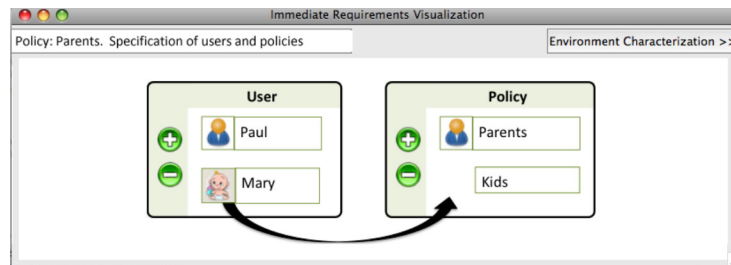 Immediate Requirements Visualization
Policy: Parents. Specification of users and policies
Environment Characterization >>
User
Policy
Paul
Parents
Mary
Kids